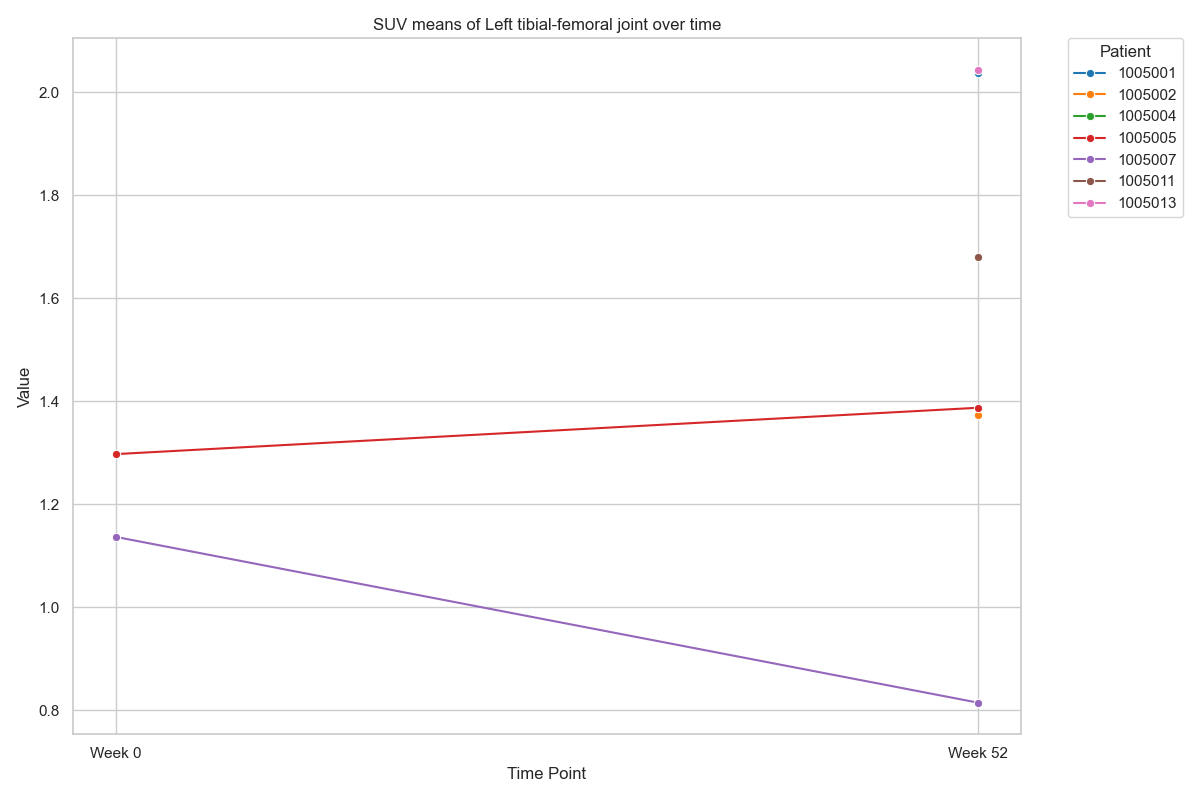 SUV means of Left tibial-femoral joint over time
Patient
1005001
1005002
1005004
1005005
1005007
1005011
1005013
Value
2.0
1.8
1.6
1.4
1.2
1.0
0.8
Week 0
Week 52
Time Point